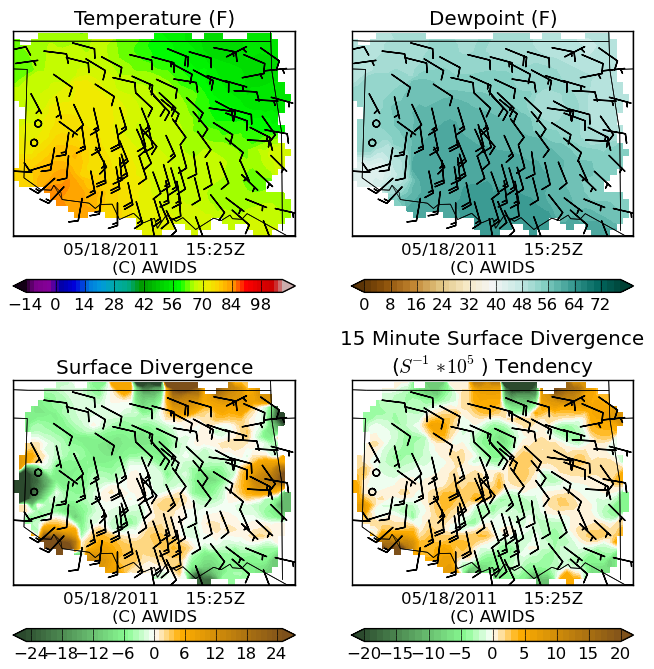 Temperature (F)
Dewpoint (F)
05/18/2011 15:25Z
(C) AWIDS
05/18/2011 15:25Z
(C) AWIDS
−14 0 14 28 42 56 70 84 98
0 8 16 24 32 40 48 56 64 72
Surface Divergence
15 Minute Surface Divergence
(S⁻¹ *10⁵ ) Tendency
05/18/2011 15:25Z
(C) AWIDS
05/18/2011 15:25Z
(C) AWIDS
−24 −18 −12 −6 0 6 12 18 24
−20 −15 −10 −5 0 5 10 15 20